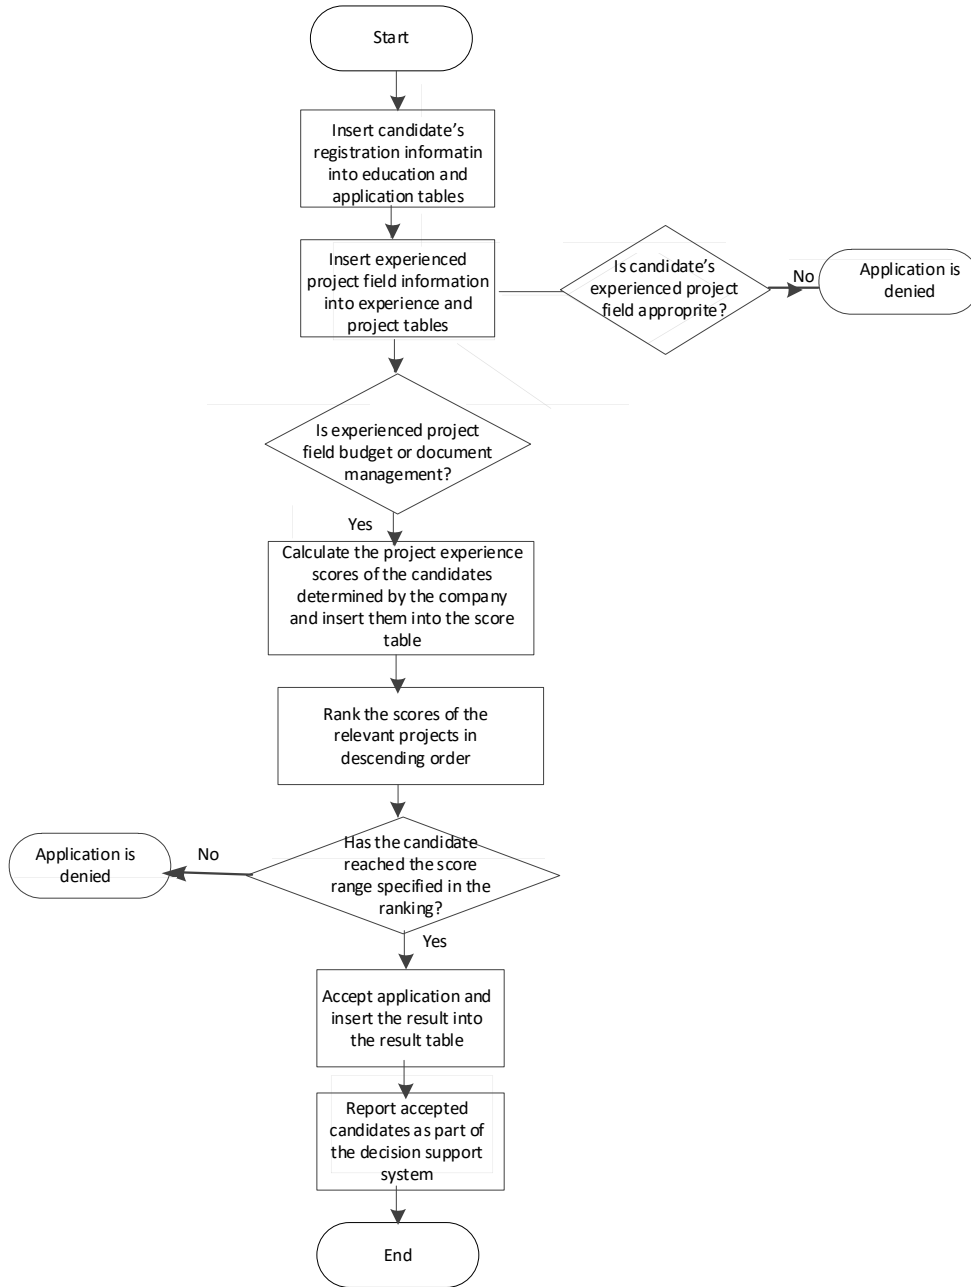 Start
Insert candidate's
registration informatin
into education and
application tables
Insert experienced
project field information
into experience and
project tables
Is candidate's
experienced project
field approprite?
No
Application is
denied
Is experienced project
field budget or document
management?
Yes
Calculate the project experience
scores of the candidates
determined by the company
and insert them into the score
table
Rank the scores of the
relevant projects in
descending order
Has the candidate
reached the score
range specified in the
ranking?
No
Application is
denied
Yes
Accept application and
insert the result into
the result table
Report accepted
candidates as part of
the decision support
system
End